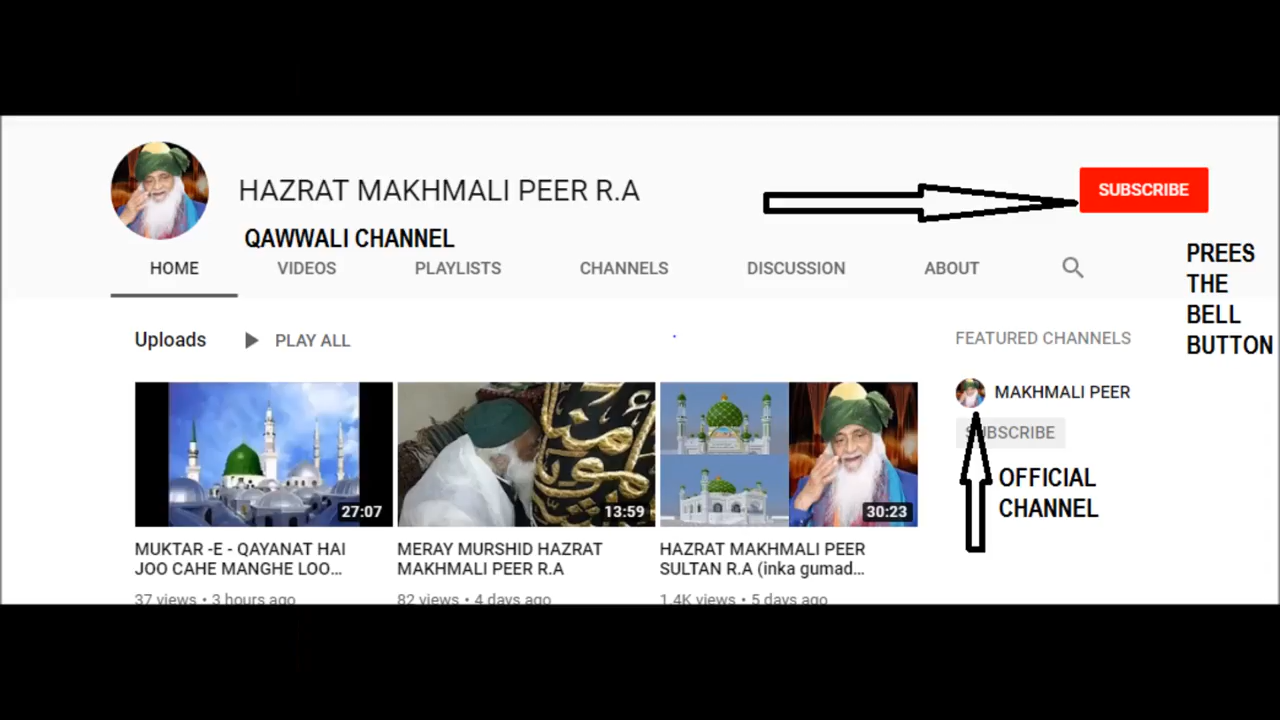 HAZRAT MAKHMALI PEER R.A
SUBSCRIBE
QAWWALI CHANNEL
HOME VIDEOS PLAYLISTS CHANNELS DISCUSSION ABOUT
PREES
THE
BELL
BUTTON
Uploads PLAY ALL
FEATURED CHANNELS
MAKHMALI PEER
SUBSCRIBE
OFFICIAL
CHANNEL
27:07
13:59
30:23
MUKTAR -E - QAYANAT HAI
JOO CAHE MANGHE LOO...
37 views • 3 hours ago
MERAY MURSHID HAZRAT
MAKHMALI PEER R.A
82 views • 4 days ago
HAZRAT MAKHMALI PEER
SULTAN R.A (inka gumad...
1.4K views • 5 days ago